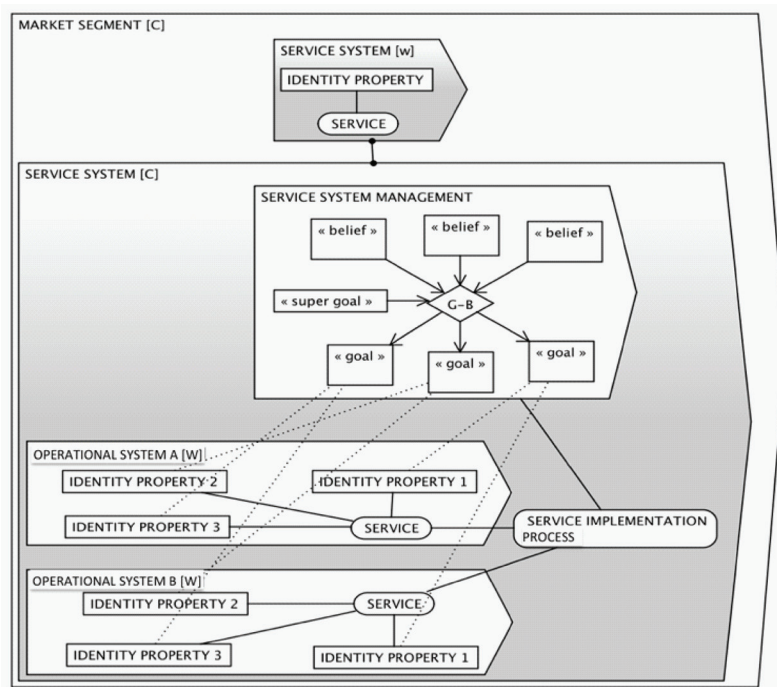 MARKET SEGMENT [C]
SERVICE SYSTEM [w]
IDENTITY PROPERTY
SERVICE
SERVICE SYSTEM [C]
SERVICE SYSTEM MANAGEMENT
« belief »
« belief »
« belief »
« super goal »
G-B
« goal »
« goal »
« goal »
OPERATIONAL SYSTEM A [W]
IDENTITY PROPERTY 2
IDENTITY PROPERTY 1
IDENTITY PROPERTY 3
SERVICE
SERVICE IMPLEMENTATION
PROCESS
OPERATIONAL SYSTEM B [W]
IDENTITY PROPERTY 2
SERVICE
IDENTITY PROPERTY 3
IDENTITY PROPERTY 1